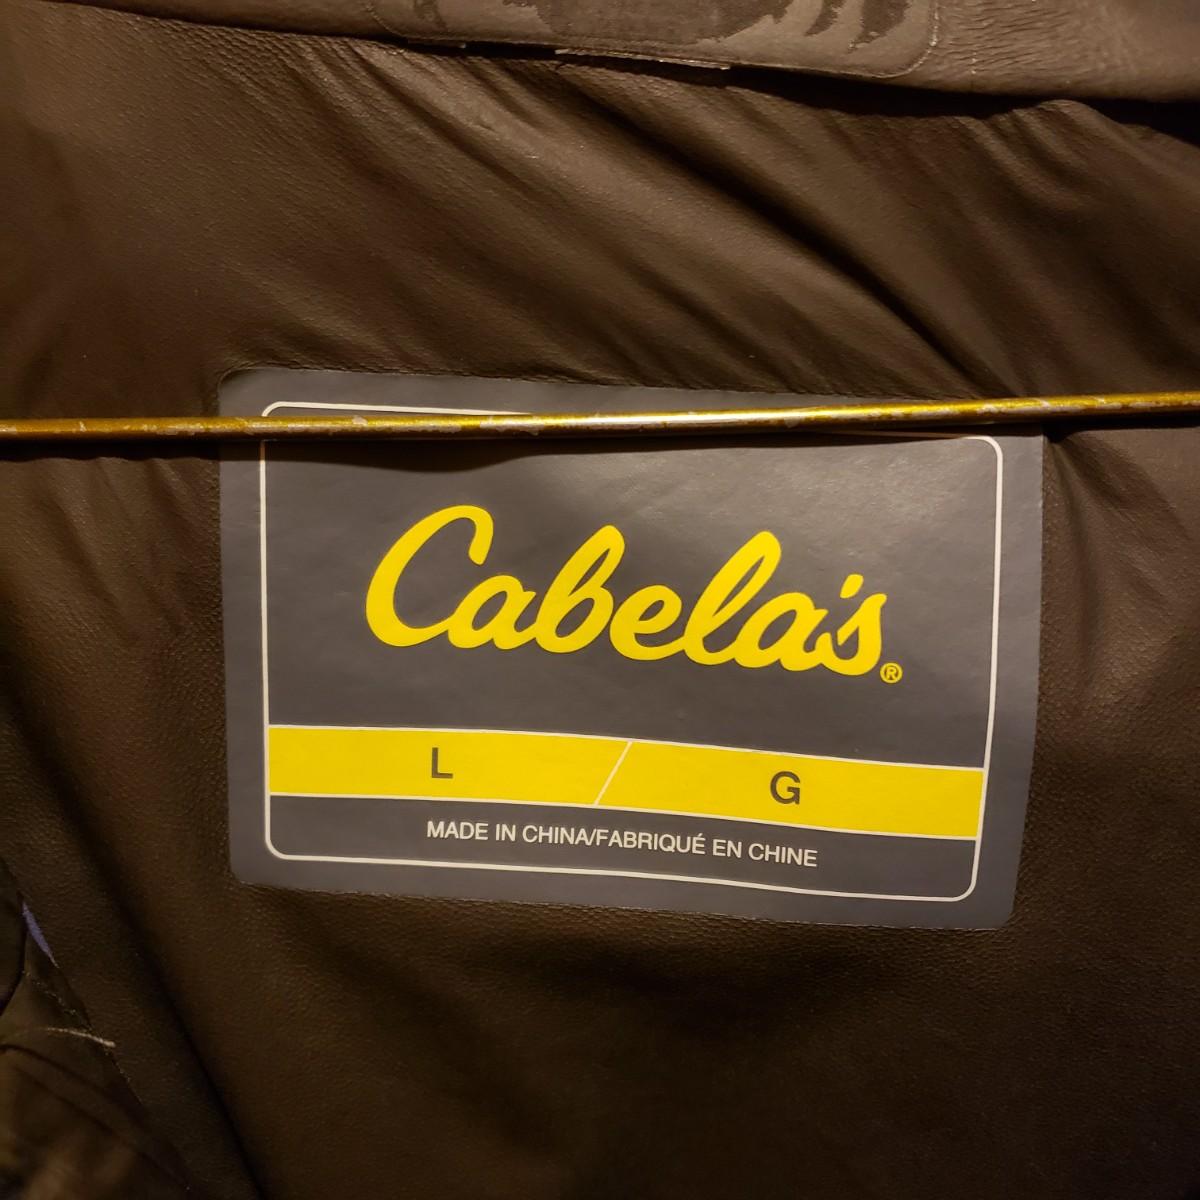 Cabela's®
L / G
MADE IN CHINA/FABRIQUÉ EN CHINE